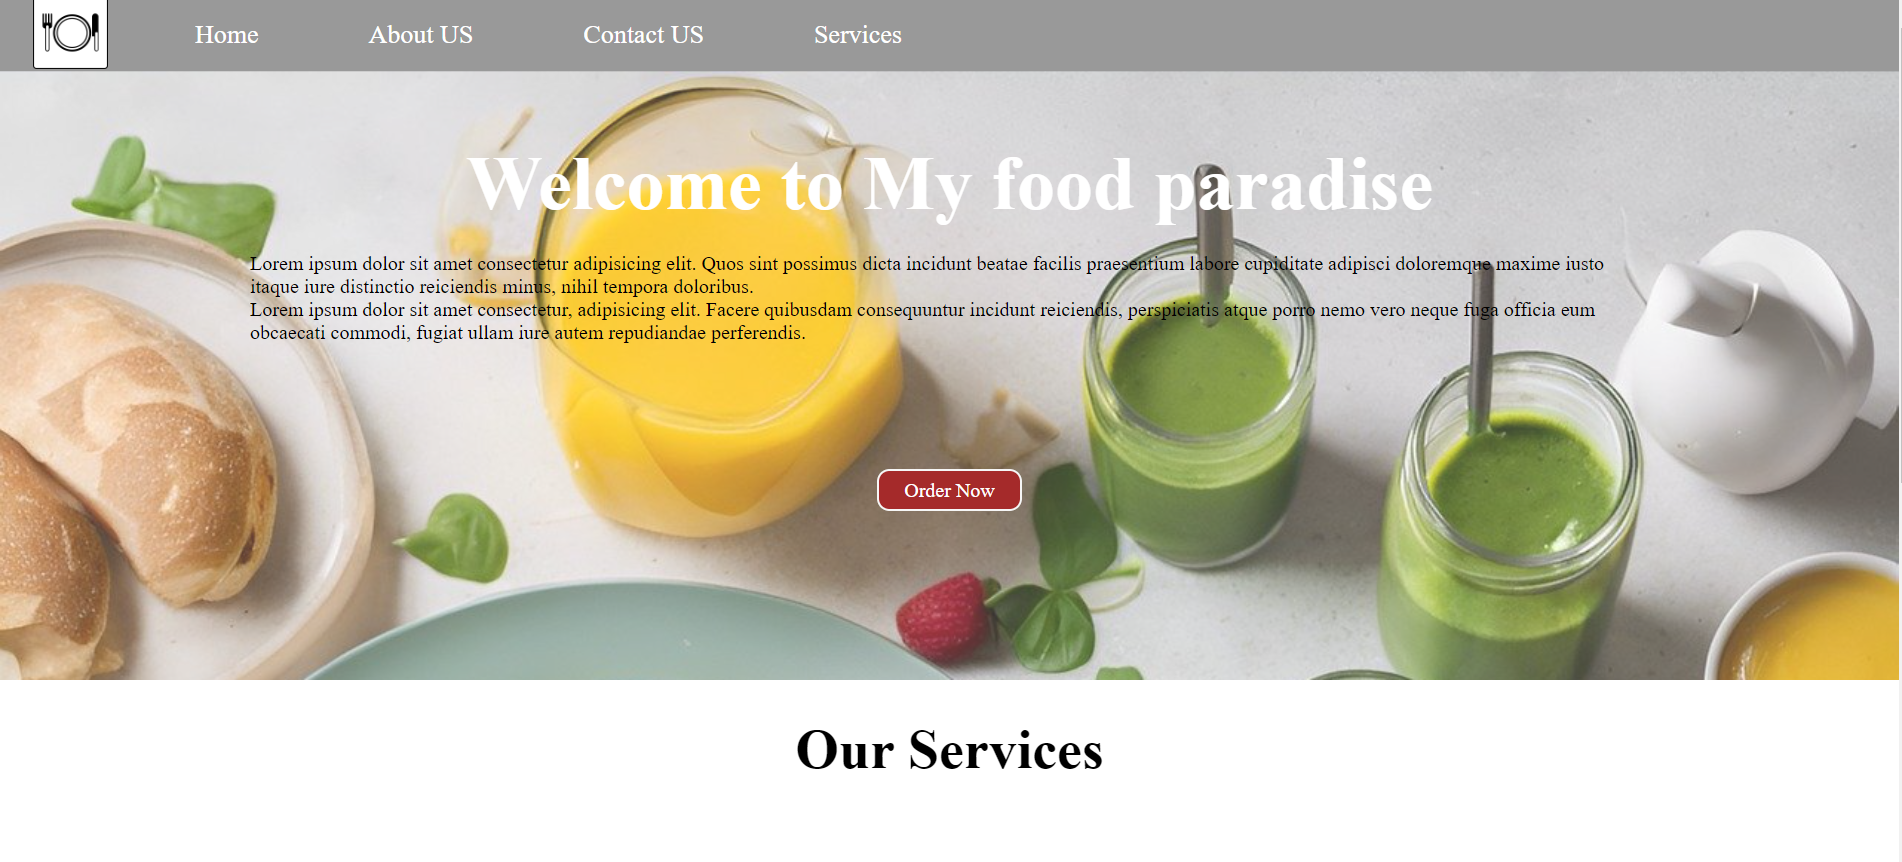 Home About US Contact US Services
Welcome to My food paradise
Lorem ipsum dolor sit amet consectetur adipisicing elit. Quos sint possimus dicta incidunt beatae facilis praesentium labore cupiditate adipisci doloremque maxime iusto
itaque iure distinctio reiciendis minus, nihil tempora doloribus.
Lorem ipsum dolor sit amet consectetur, adipisicing elit. Facere quibusdam consequuntur incidunt reiciendis, perspiciatis atque porro nemo vero neque fuga officia eum
obcaecati commodi, fugiat ullam iure autem repudiandae perferendis.
Order Now
Our Services